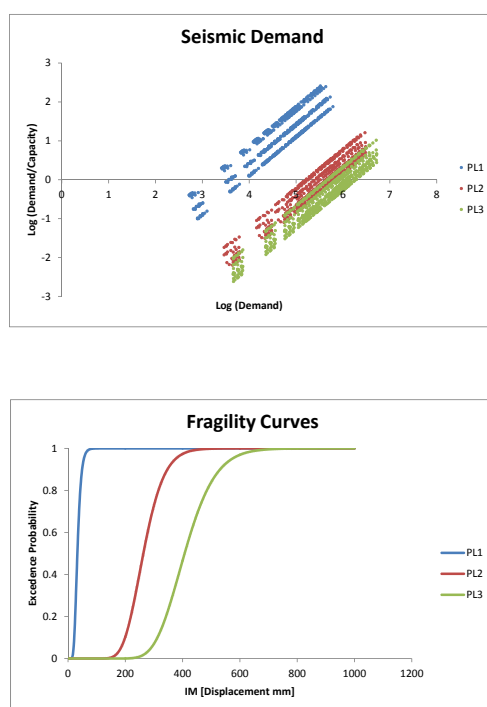 Seismic Demand
3
2
1
0
-1
-2
-3
0 1 2 3 4 5 6 7 8
Log (Demand/Capacity)
Log (Demand)
PL1
PL2
PL3
Fragility Curves
1
0.8
0.6
0.4
0.2
0
0 200 400 600 800 1000 1200
Excedence Probability
IM [Displacement mm]
PL1
PL2
PL3